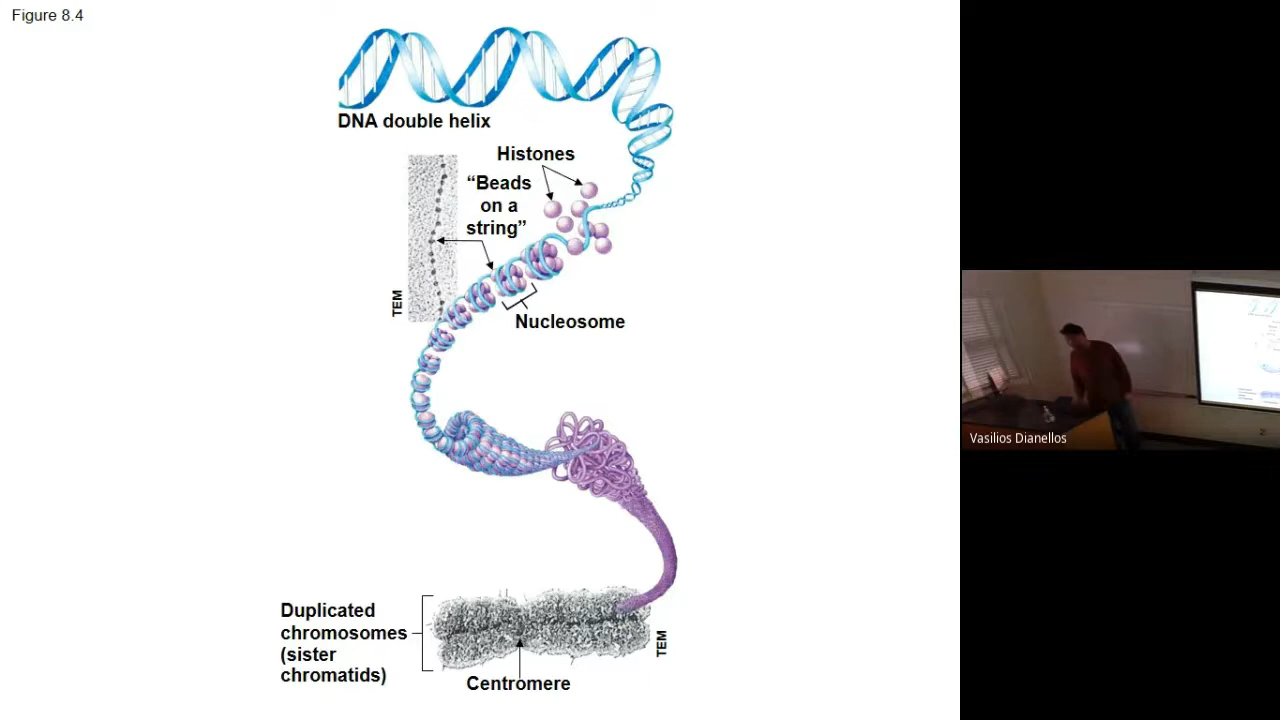 Figure 8.4
DNA double helix
Histones
“Beads
on a
string”
TEM
Nucleosome
Duplicated
chromosomes
(sister
chromatids)
TEM
Centromere
Vasilios Dianellos